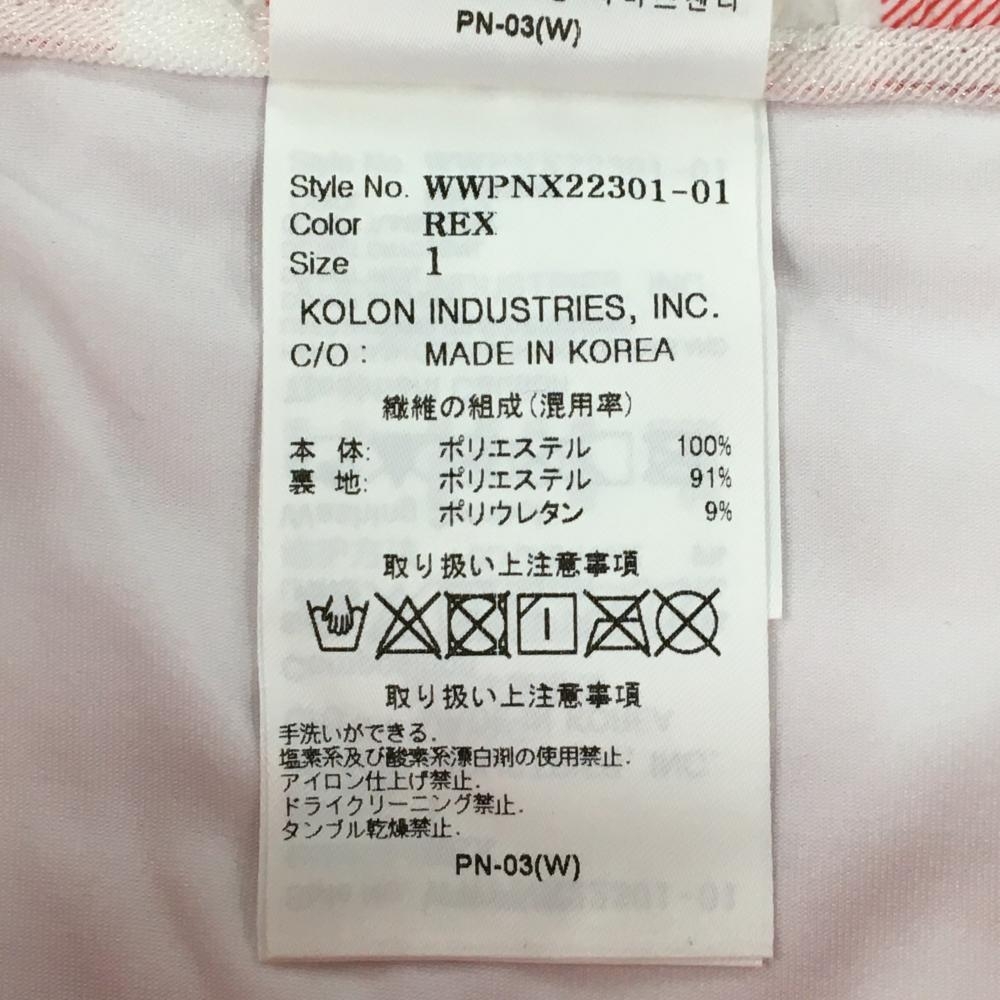 PN-03(W)
Style No. WWPNX22301-01
Color REX
Size 1
KOLON INDUSTRIES, INC.
C/O : MADE IN KOREA
繊維の組成(混用率)
本 体: ポリエステル 100%
裏 地: ポリエステル 91%
ポリウレタン 9%
取り扱い上注意事項
取り扱い上注意事項
手洗いができる.
塩素系及び酸素系漂白剤の使用禁止.
アイロン仕上げ禁止.
ドライクリーニング禁止.
タンブル乾燥禁止.
PN-03(W)